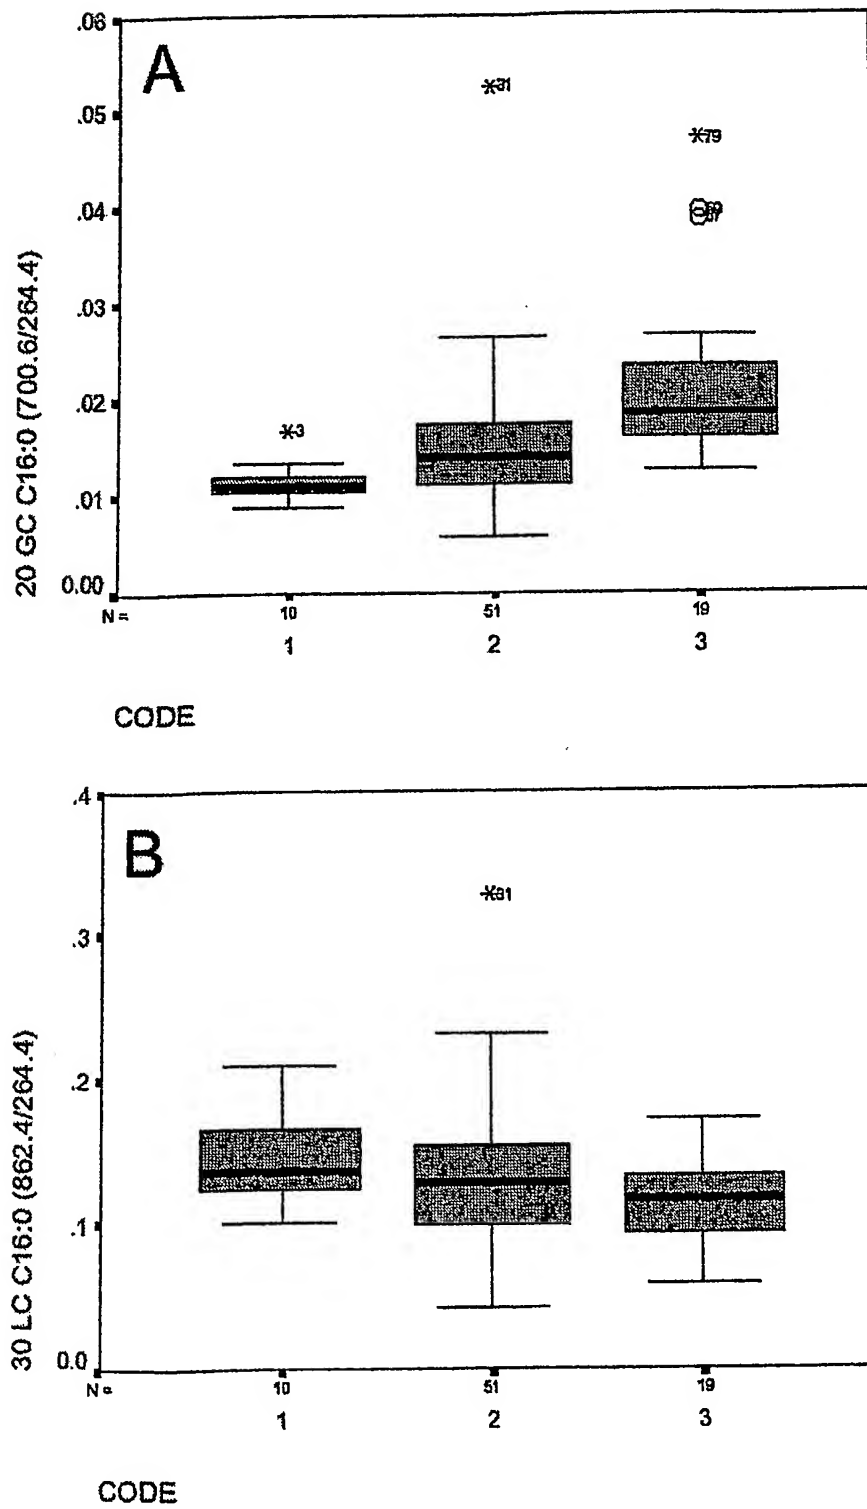 A
.06
.05
.04
.03
.02
.01
0.00
20 GC C16:0 (700.6/264.4)
*31
*79
*3
N = 10 51 19
1 2 3
CODE
B
.4
.3
.2
.1
0.0
30 LC C16:0 (862.4/264.4)
N = 10 51 19
1 2 3
CODE